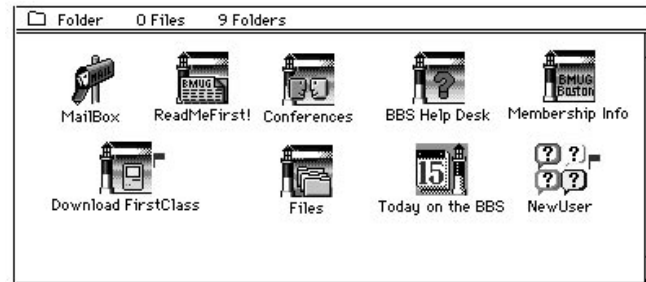 Folder 0 Files 9 Folders
MAIL
BMUG
BMUG
Boston
MailBox ReadMeFirst! Conferences BBS Help Desk Membership Info
15
Download FirstClass Files Today on the BBS NewUser